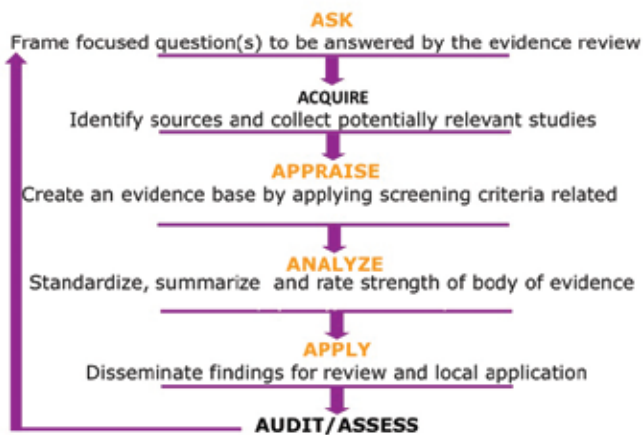 ASK
Frame focused question(s) to be answered by the evidence review
ACQUIRE
Identify sources and collect potentially relevant studies
APPRAISE
Create an evidence base by applying screening criteria related
ANALYZE
Standardize, summarize and rate strength of body of evidence
APPLY
Disseminate findings for review and local application
AUDIT/ASSESS